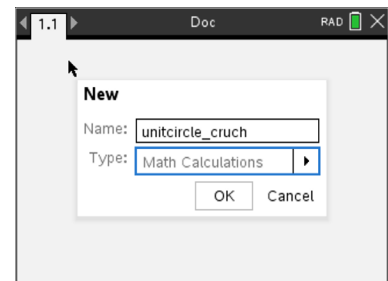 1.1 Doc RAD
New
Name: unitcircle_cruch
Type: Math Calculations
OK Cancel